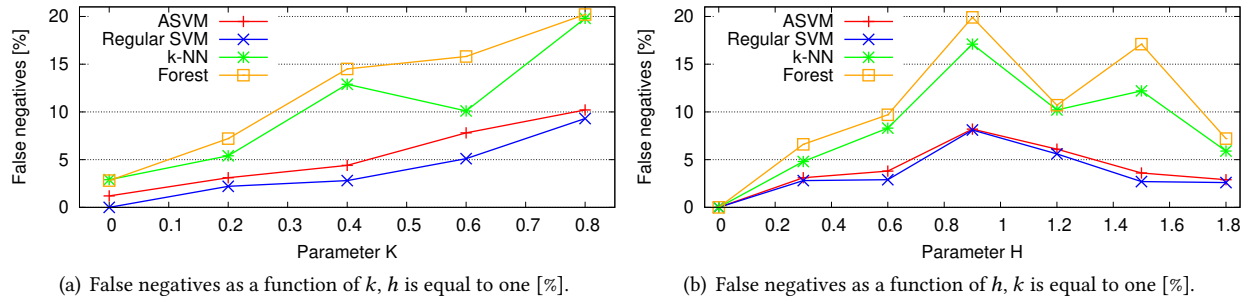 False negatives [%]
20
15
10
5
0
ASVM
Regular SVM
k-NN
Forest
0 0.1 0.2 0.3 0.4 0.5 0.6 0.7 0.8
Parameter K
(a) False negatives as a function of k, h is equal to one [%].
False negatives [%]
20
15
10
5
0
ASVM
Regular SVM
k-NN
Forest
0 0.2 0.4 0.6 0.8 1 1.2 1.4 1.6 1.8
Parameter H
(b) False negatives as a function of h, k is equal to one [%].